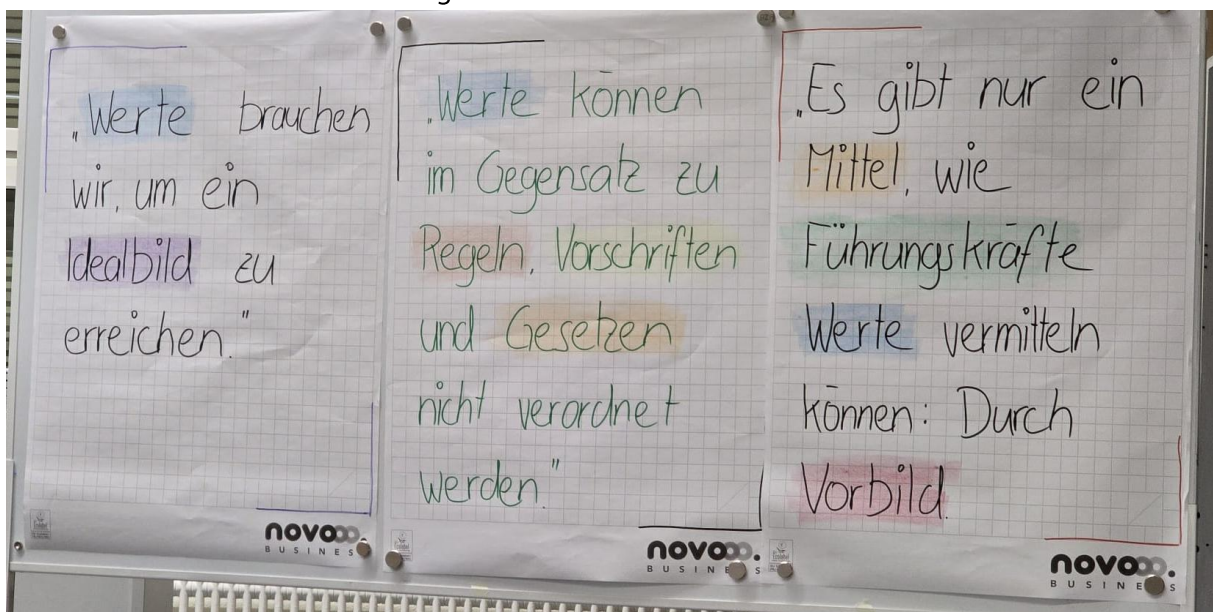 „Werte brauchen
wir, um ein
Idealbild zu
erreichen."
novo
BUSINES
„Werte können
im Gegensatz zu
Regeln, Vorschriften
und Gesetzen
nicht verordnet
werden."
novo
BUSINESS
„Es gibt nur ein
Mittel, wie
Führungskräfte
Werte vermitteln
können: Durch
Vorbild.
novo
BUSINESS